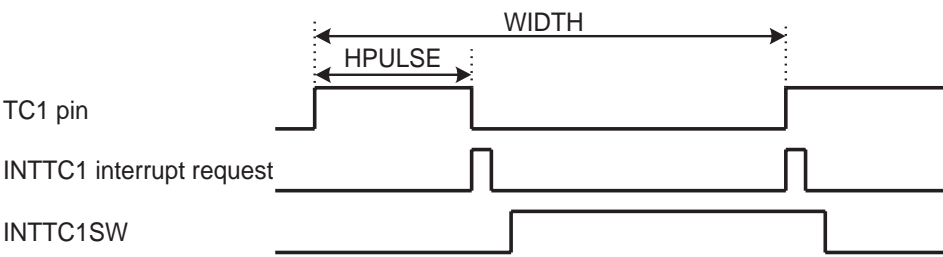 WIDTH
HPULSE
TC1 pin
INTTC1 interrupt request
INTTC1SW